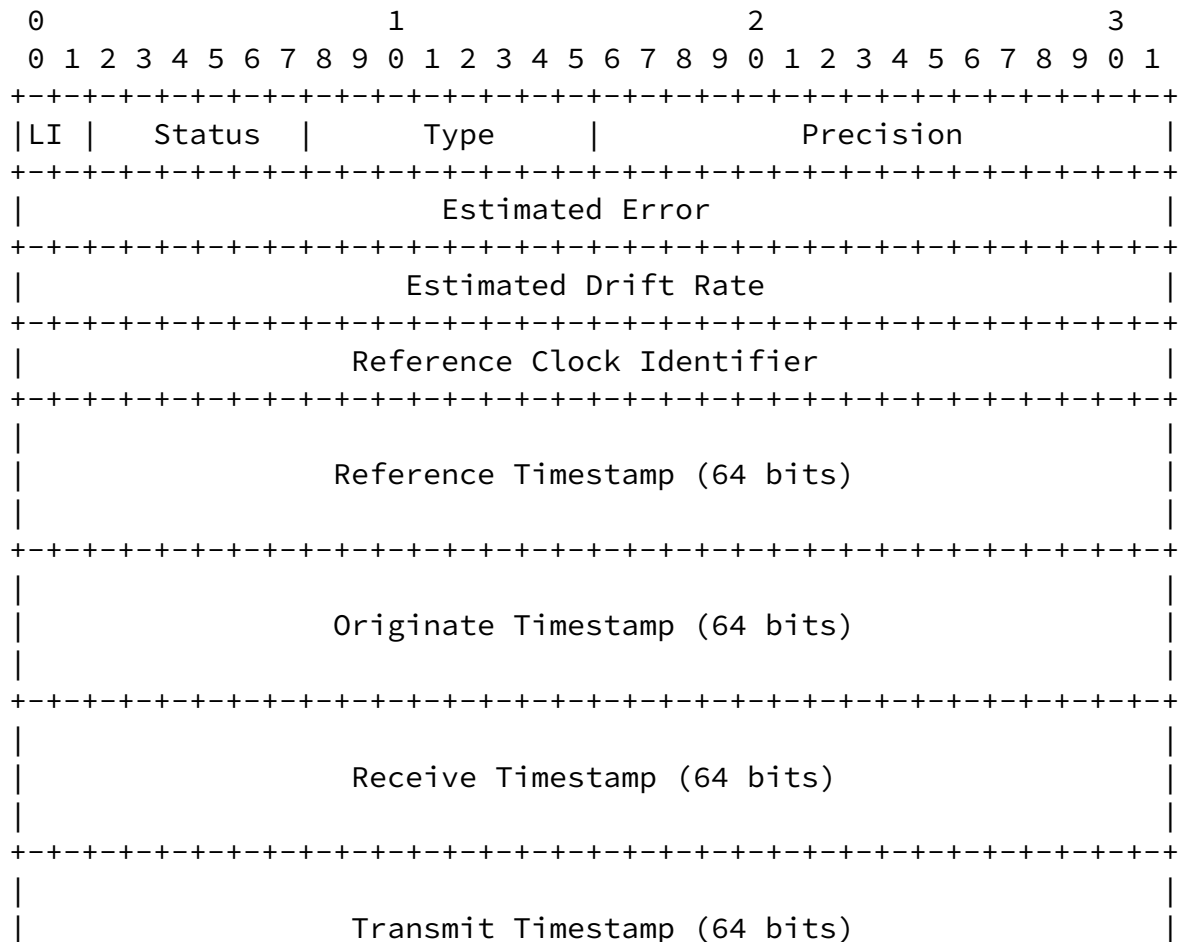 0                   1                   2                   3
 0 1 2 3 4 5 6 7 8 9 0 1 2 3 4 5 6 7 8 9 0 1 2 3 4 5 6 7 8 9 0 1
+-+-+-+-+-+-+-+-+-+-+-+-+-+-+-+-+-+-+-+-+-+-+-+-+-+-+-+-+-+-+-+-+
|LI |   Status  |      Type     |           Precision           |
+-+-+-+-+-+-+-+-+-+-+-+-+-+-+-+-+-+-+-+-+-+-+-+-+-+-+-+-+-+-+-+-+
|                       Estimated Error                         |
+-+-+-+-+-+-+-+-+-+-+-+-+-+-+-+-+-+-+-+-+-+-+-+-+-+-+-+-+-+-+-+-+
|                     Estimated Drift Rate                      |
+-+-+-+-+-+-+-+-+-+-+-+-+-+-+-+-+-+-+-+-+-+-+-+-+-+-+-+-+-+-+-+-+
|                  Reference Clock Identifier                   |
+-+-+-+-+-+-+-+-+-+-+-+-+-+-+-+-+-+-+-+-+-+-+-+-+-+-+-+-+-+-+-+-+
|                                                               |
|                 Reference Timestamp (64 bits)                 |
|                                                               |
+-+-+-+-+-+-+-+-+-+-+-+-+-+-+-+-+-+-+-+-+-+-+-+-+-+-+-+-+-+-+-+-+
|                                                               |
|                 Originate Timestamp (64 bits)                 |
|                                                               |
+-+-+-+-+-+-+-+-+-+-+-+-+-+-+-+-+-+-+-+-+-+-+-+-+-+-+-+-+-+-+-+-+
|                                                               |
|                  Receive Timestamp (64 bits)                  |
|                                                               |
+-+-+-+-+-+-+-+-+-+-+-+-+-+-+-+-+-+-+-+-+-+-+-+-+-+-+-+-+-+-+-+-+
|                                                               |
|                  Transmit Timestamp (64 bits)                 |